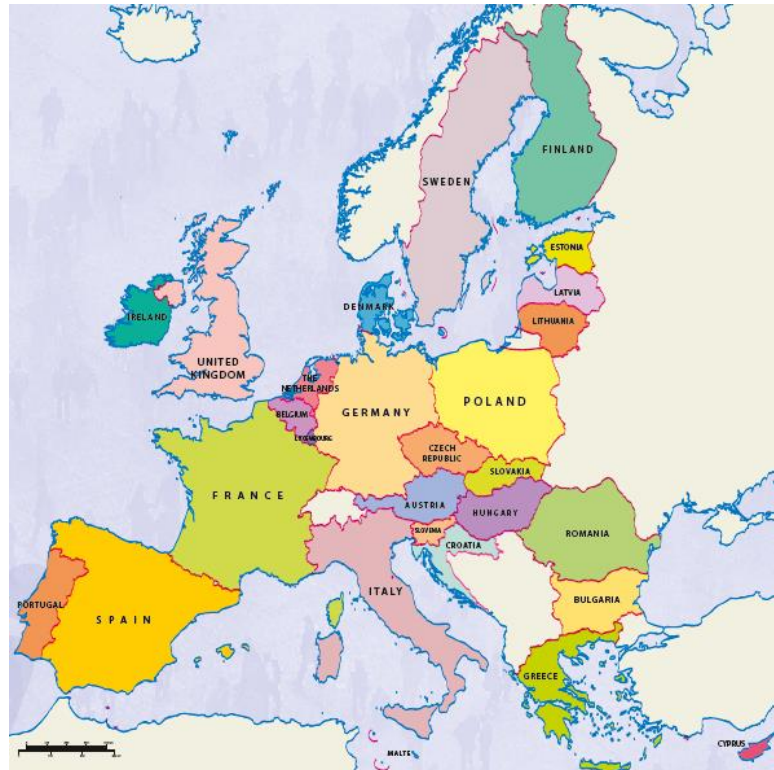 FINLAND
SWEDEN
ESTONIA
LATVIA
DENMARK
IRELAND
LITHUANIA
UNITED
KINGDOM
THE
NETHERLANDS
POLAND
BELGIUM
GERMANY
LUXEMBOURG
CZECH
REPUBLIC
SLOVAKIA
FRANCE
AUSTRIA
HUNGARY
SLOVENIA
ROMANIA
CROATIA
ITALY
BULGARIA
PORTUGAL
SPAIN
GREECE
CYPRUS
MALTE